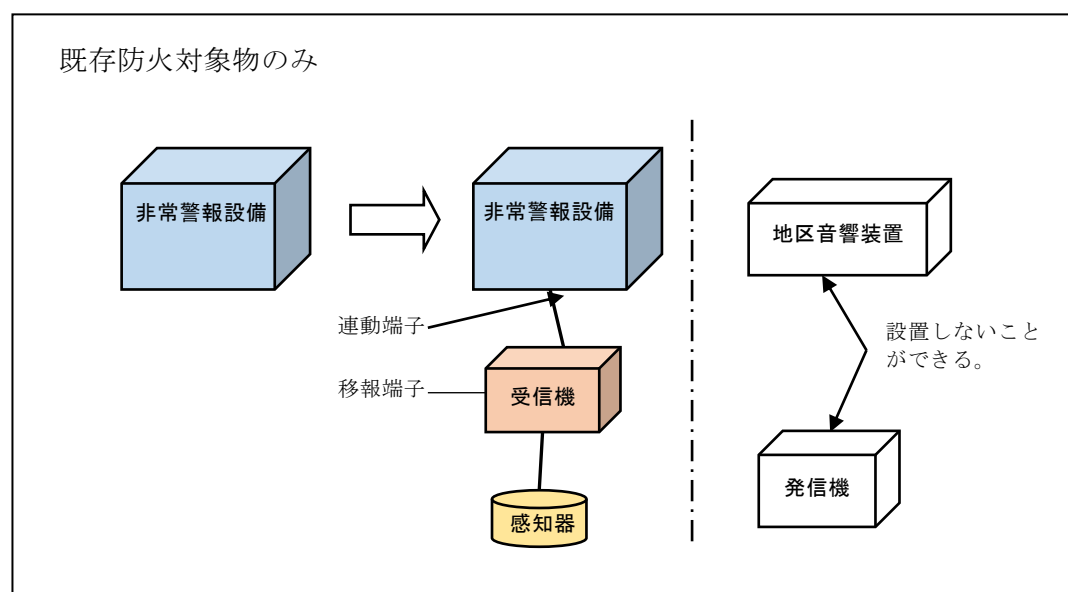 既存防火対象物のみ
非常警報設備
非常警報設備
連動端子
移報端子
受信機
感知器
地区音響装置
設置しないこと
ができる。
発信機